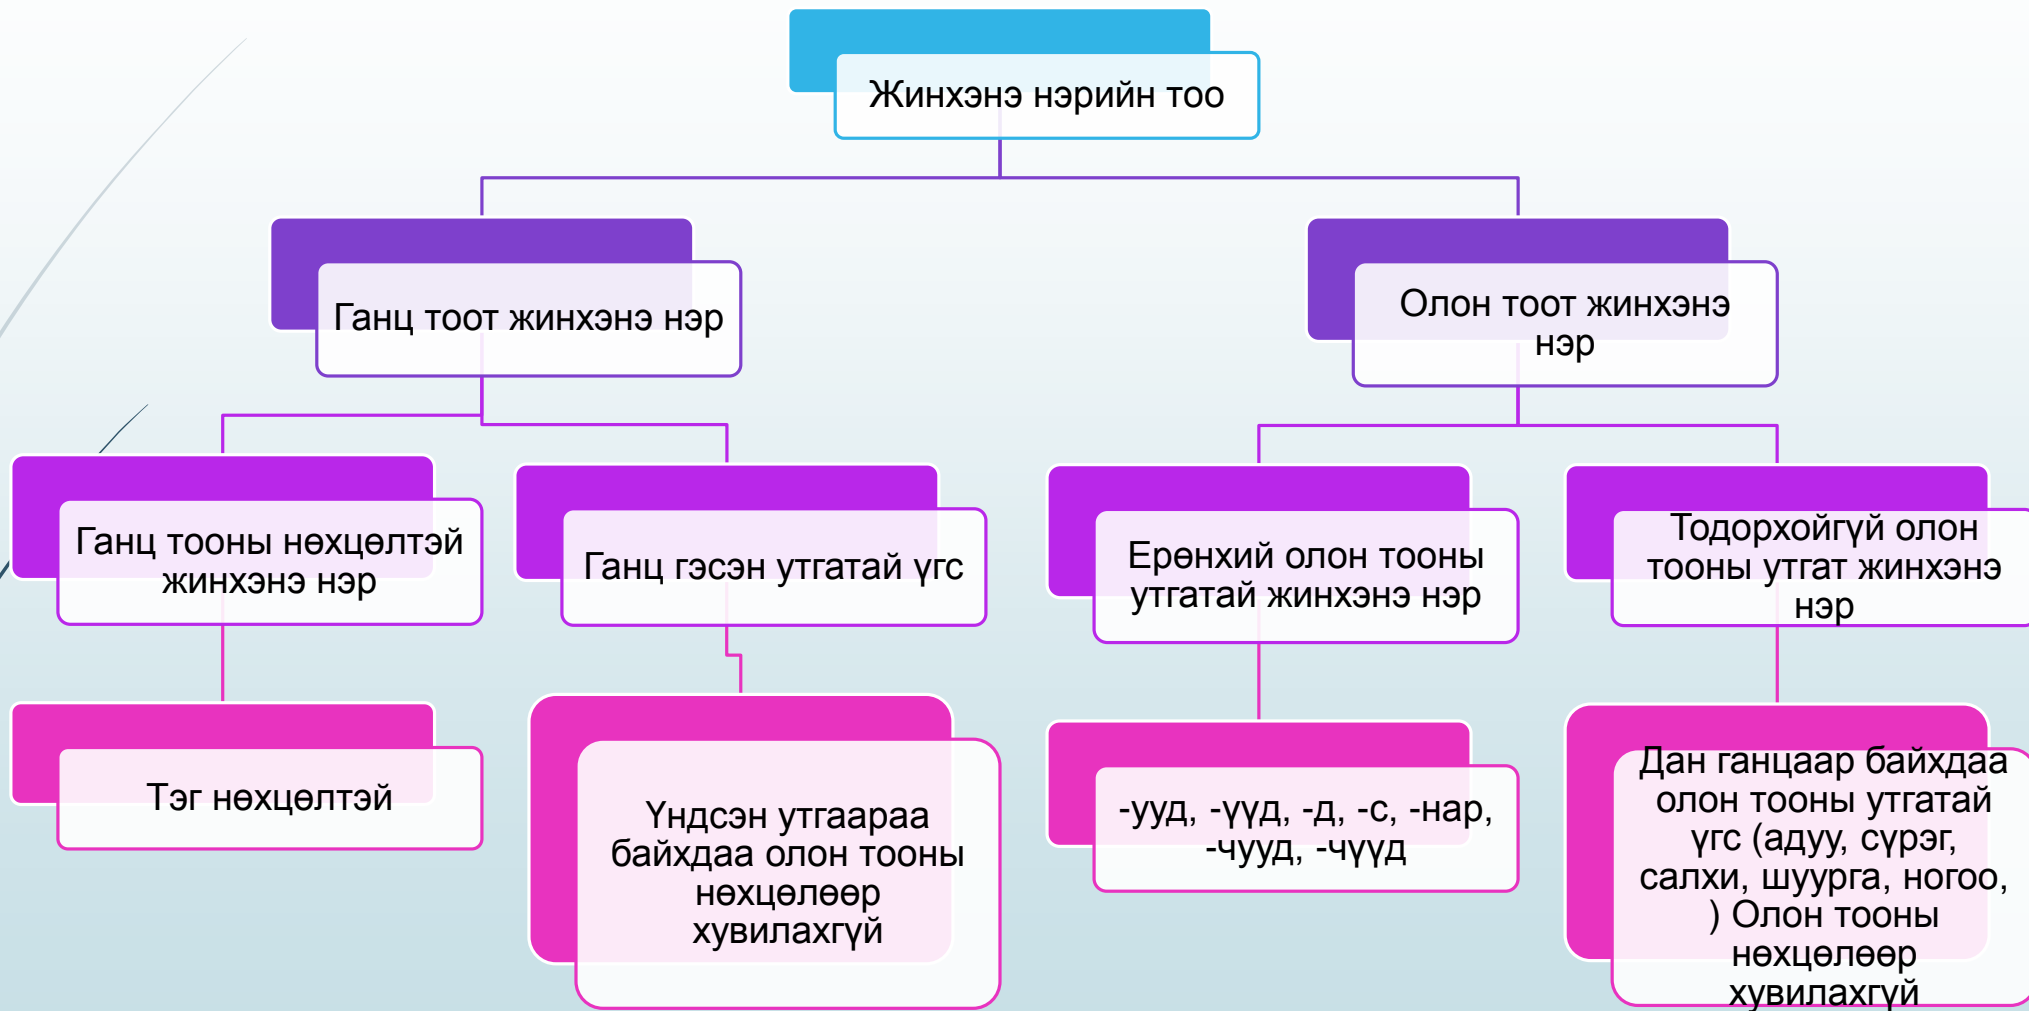 Жинхэнэ нэрийн тоо
Ганц тоот жинхэнэ нэр
Олон тоот жинхэнэ
нэр
Ганц тооны нөхцөлтэй
жинхэнэ нэр
Ганц гэсэн утгатай үгс
Ерөнхий олон тооны
утгатай жинхэнэ нэр
Тодорхойгүй олон
тооны утгат жинхэнэ
нэр
Тэг нөхцөлтэй
Үндсэн утгаараа
байхдаа олон тооны
нөхцөлөөр
хувилахгүй
-ууд, -үүд, -д, -с, -нар,
-чууд, -чүүд
Дан ганцаар байхдаа
олон тооны утгатай
үгс (адуу, сүрэг,
салхи, шуурга, ногоо,
) Олон тооны
нөхцөлөөр
хувилахгүй